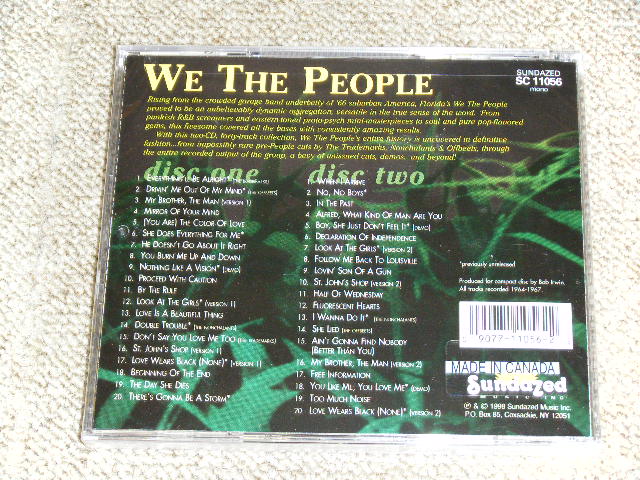 WE THE PEOPLE
SUNDAZED
SC 11056
mono
Rising from the crowded garage band underbelly of '66 suburban America, Florida's We The People
proved to be an unbelievably dynamic aggregation, versatile in the true sense of the word. From
punkish R&B screamers and eastern-toned proto-psych mini-masterpieces to soul and pure pop-flavored
gems, this fivesome covered all the bases with consistently amazing results.
With this two-CD, forty-track collection, We The People's entire history is uncovered in definitive
fashion...from impossibly rare pre-People cuts by The Trademarks, Nonchalants & Offbeets, through
the entire recorded output of the group, a bevy of unissued cuts, demos, and beyond!
disc one
1. EVERYTHING'LL BE ALRIGHT
2. DRIVIN' ME OUT OF MY MIND*
3. MY BROTHER, THE MAN (VERSION 1)
4. MIRROR OF YOUR MIND
5. (YOU ARE) THE COLOR OF LOVE
6. SHE DOES EVERYTHING FOR ME*
7. HE DOESN'T GO ABOUT IT RIGHT
8. YOU BURN ME UP AND DOWN
9. NOTHING LIKE A VISION* (DEMO)
10. PROCEED WITH CAUTION
11. BY THE RULE
12. LOOK AT THE GIRLS* (VERSION 1)
13. LOVE IS A BEAUTIFUL THING
14. DOUBLE TROUBLE* (THE NONCHALANTS)
15. DON'T SAY YOU LOVE ME TOO (THE TRADEMARKS)
16. ST. JOHN'S SHOP (VERSION 1)
17. LOVE WEARS BLACK (NONE)* (VERSION 1)
18. BEGINNING OF THE END
19. THE DAY SHE DIES
20. THERE'S GONNA BE A STORM*
disc two
1. WHEN I ARRIVE
2. NO, NO BOYS*
3. IN THE PAST
4. ALFRED, WHAT KIND OF MAN ARE YOU
5. BOY, SHE JUST DON'T FEEL IT* (DEMO)
6. DECLARATION OF INDEPENDENCE
7. LOOK AT THE GIRLS* (VERSION 2)
8. FOLLOW ME BACK TO LOUISVILLE
9. LOVIN' SON OF A GUN
10. ST. JOHN'S SHOP (VERSION 2)
11. HALF OF WEDNESDAY
12. FLUORESCENT HEARTS
13. I WANNA DO IT* (THE NONCHALANTS)
14. SHE LIED (THE OFFBEETS)
15. AIN'T GONNA FIND NOBODY
(BETTER THAN YOU)
16. MY BROTHER, THE MAN (VERSION 2)
17. FREE INFORMATION
18. YOU LIKE ME, YOU LOVE ME* (DEMO)
19. TOO MUCH NOISE
20. LOVE WEARS BLACK (NONE)* (VERSION 2)
*previously unreleased
Produced for compact disc by Bob Irwin.
All tracks recorded 1964-1967.
90771-11056-2
MADE IN CANADA
Sundazed
MUSIC INC.
℗ & © 1998 Sundazed Music Inc.
P.O. Box 85, Coxsackie, NY 12051